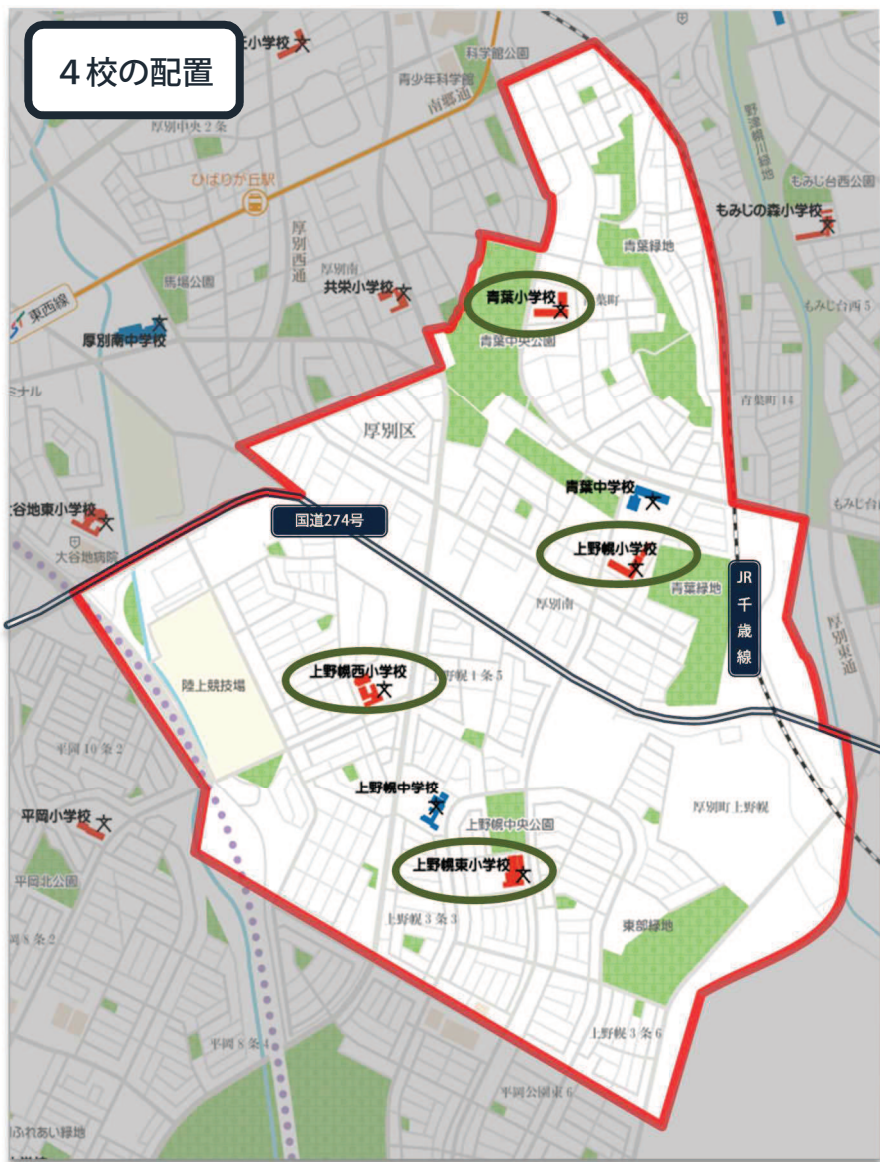 4校の配置
小学校
科学館公園
青少年科学館
南郷通
厚別中央2条
ひばりが丘駅
野津幌川緑地
もみじ台西公園
もみじの森小学校
厚別西通
青葉緑地
馬場公園
厚別南
共栄小学校
青葉小学校
青葉町
もみじ台西5
東西線
厚別南中学校
青葉中央公園
ミナル
青葉町14
厚別区
青葉中学校
谷地東小学校
国道274号
大谷地病院
上野幌小学校
青葉緑地
JR千歳線
厚別南
厚別東通
上野幌西小学校
野幌1条5
陸上競技場
平岡10条2
上野幌中学校
厚別町上野幌
平岡小学校
上野幌中央公園
上野幌東小学校
平岡北公園
上野幌3条3
東部緑地
岡8条2
上野幌3条6
平岡8条4
平岡公園東6
ふれあい緑地